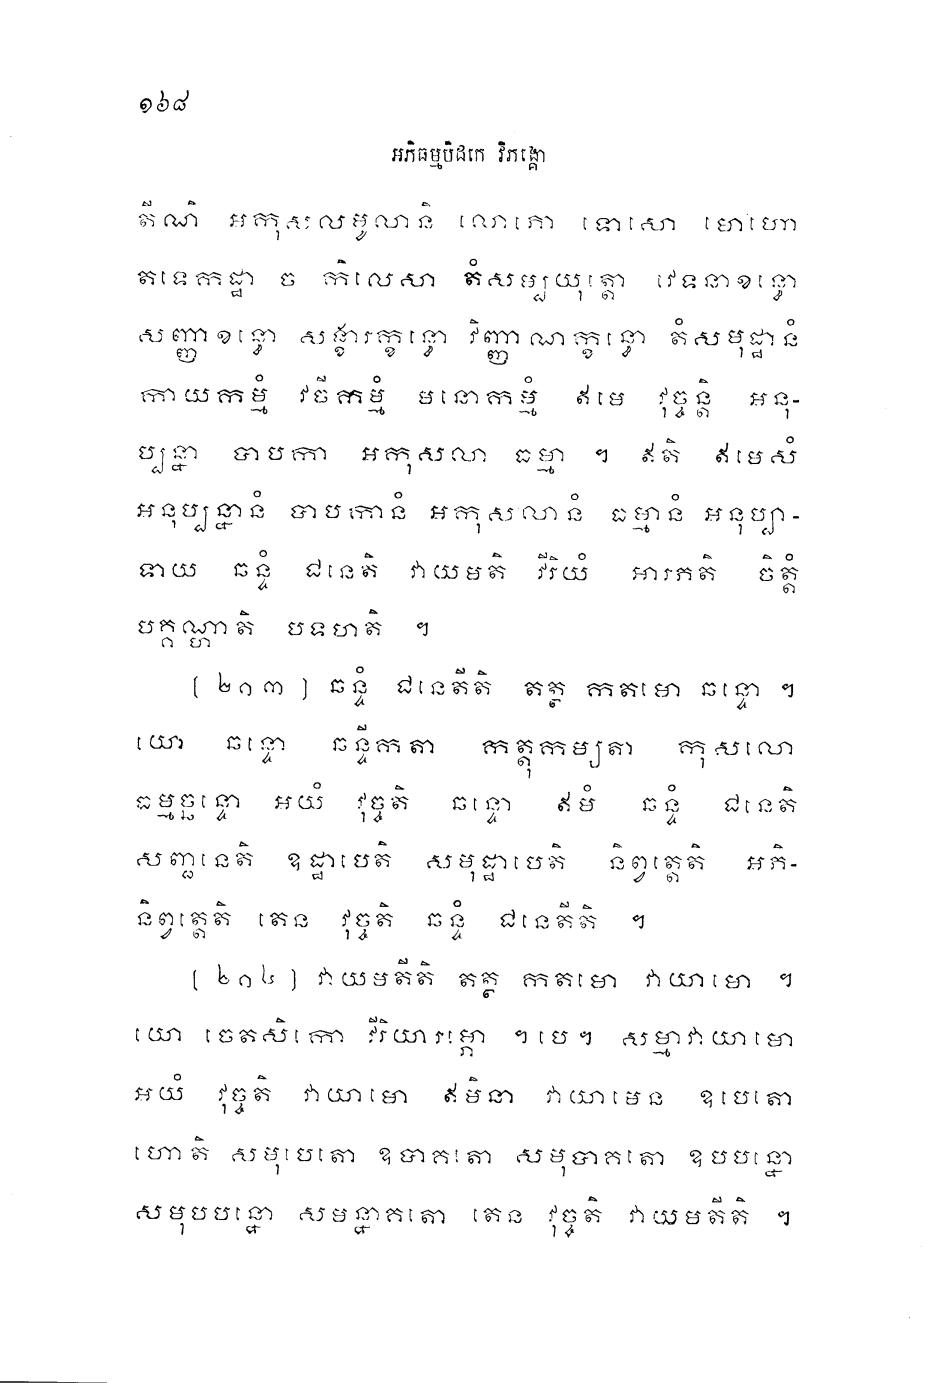 ១៦៨
អភិធម្មបិដកេ វិភង្គោ
តីណិ អកុសលមូលានិ លោភោ ទោសោ មោហោ
តទេកដ្ឋា ច កិលេសា តំសម្បយុត្តោ វេទនាខន្ធោ
សញ្ញាខន្ធោ សង្ខារក្ខន្ធោ វិញ្ញាណក្ខន្ធោ តំសមុដ្ឋានំ
កាយកម្មំ វចីកម្មំ មនោកម្មំ ឥមេ វុច្ចន្តិ អនុ-
ប្បន្នា បាបកា អកុសលា ធម្មា ។ ឥតិ ឥមេសំ
អនុប្បន្នានំ បាបកានំ អកុសលានំ ធម្មានំ អនុប្បា-
ទាយ ឆន្ទំ ជនេតិ វាយមតិ វីរិយំ អារភតិ ចិត្តំ
បគ្គណ្ហាតិ បទហតិ ។
(២១៣) ឆន្ទំ ជនេតីតិ តត្ថ កតមោ ឆន្ទោ ។
យោ ឆន្ទោ ឆន្ទីកតា កត្តុកម្យតា កុសលោ
ធម្មច្ឆន្ទោ អយំ វុច្ចតិ ឆន្ទោ ឥមំ ឆន្ទំ ជនេតិ
សញ្ជនេតិ ឧដ្ឋាបេតិ សមុដ្ឋាបេតិ និព្វត្តេតិ អភិ-
និព្វត្តេតិ តេន វុច្ចតិ ឆន្ទំ ជនេតីតិ ។
(២១៤) វាយមតីតិ តត្ថ កតមោ វាយាមោ ។
យោ ចេតសិកោ វីរិយារម្ភោ ។បេ។ សម្មាវាយាមោ
អយំ វុច្ចតិ វាយាមោ ឥមិនា វាយាមេន ឧបេតោ
ហោតិ សមុបេតោ ឧបាគតោ សមុបាគតោ ឧបបន្នោ
សមុបបន្នោ សមន្នាគតោ តេន វុច្ចតិ វាយមតីតិ ។